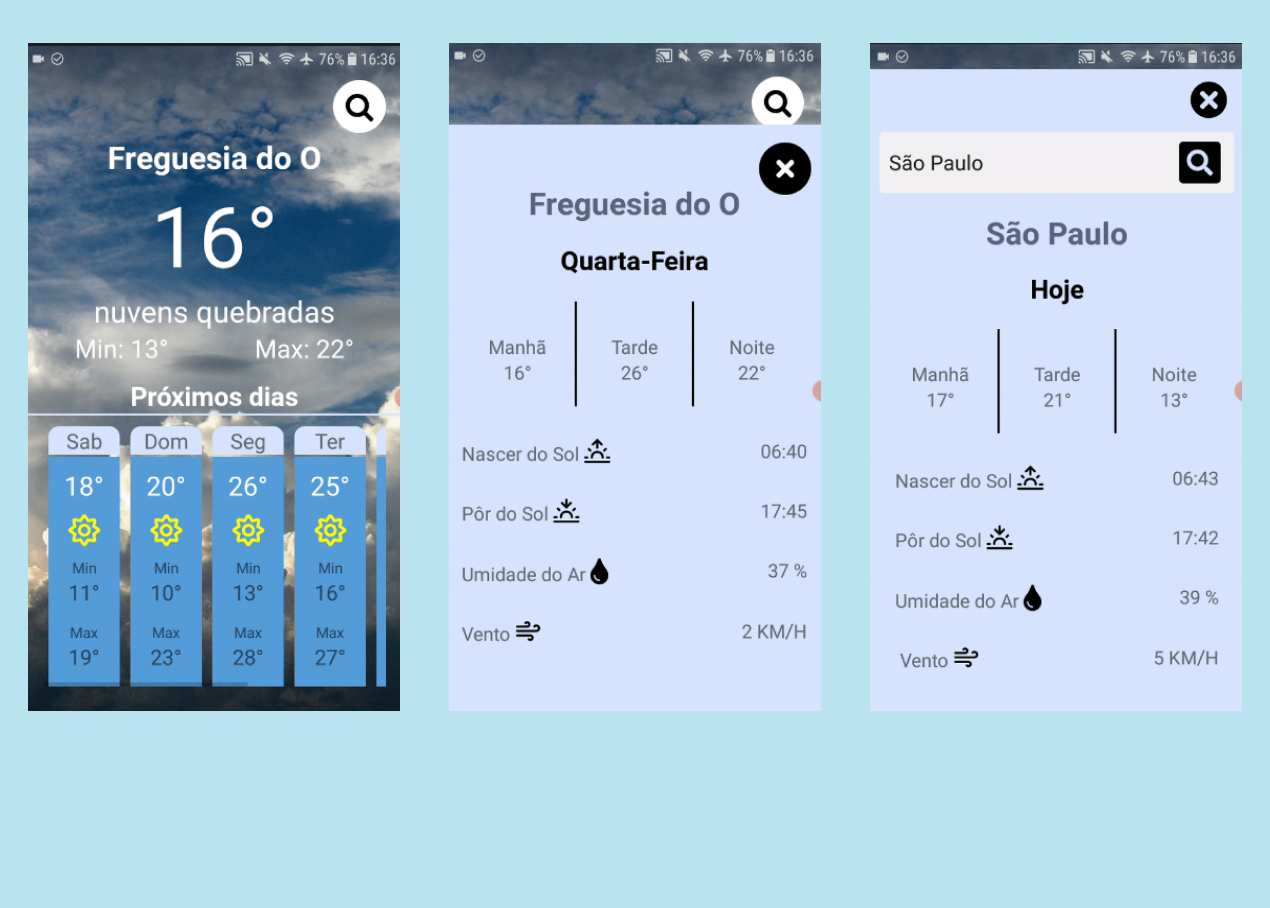 76% 16:36
Freguesia do O
16°
nuvens quebradas
Min: 13° Max: 22°
Próximos dias
Sab Dom Seg Ter
18° 20° 26° 25°
Min Min Min Min
11° 10° 13° 16°
Max Max Max Max
19° 23° 28° 27°
76% 16:36
Freguesia do O
Quarta-Feira
Manhã Tarde Noite
16° 26° 22°
Nascer do Sol 06:40
Pôr do Sol 17:45
Umidade do Ar 37 %
Vento 2 KM/H
76% 16:36
São Paulo
São Paulo
Hoje
Manhã Tarde Noite
17° 21° 13°
Nascer do Sol 06:43
Pôr do Sol 17:42
Umidade do Ar 39 %
Vento 5 KM/H